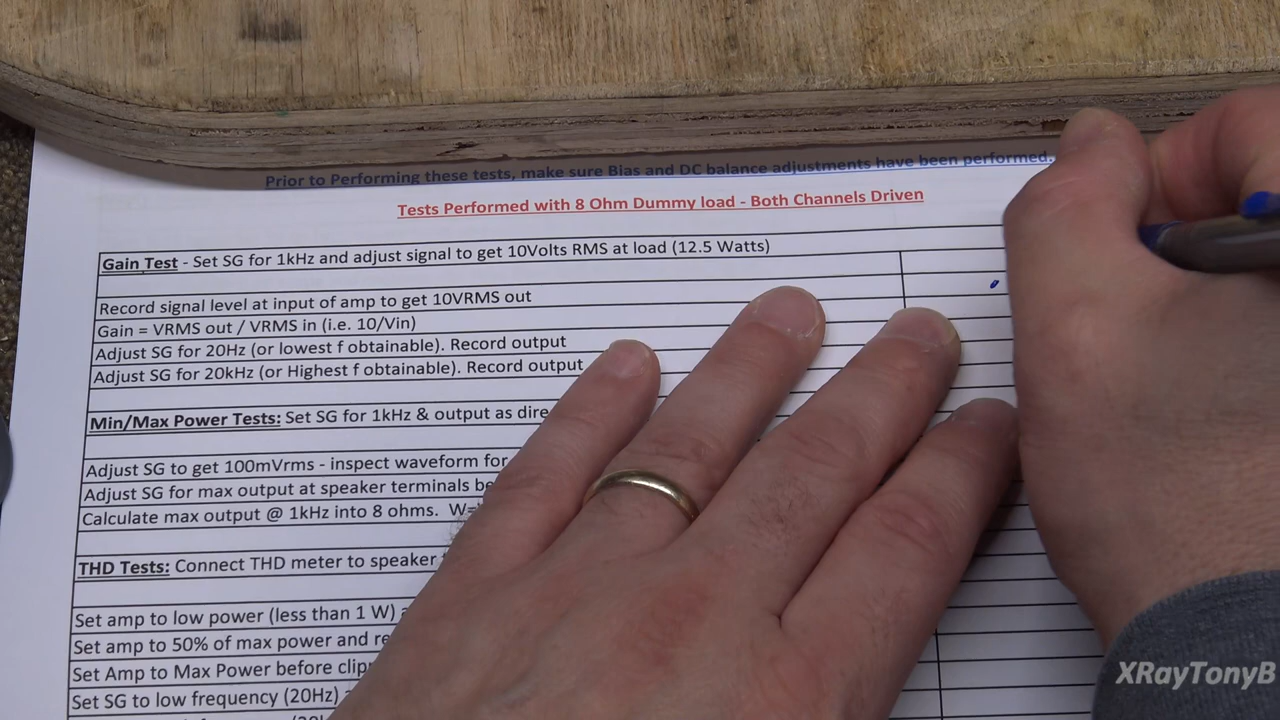 Prior to Performing these tests, make sure Bias and DC balance adjustments have been performed.
Tests Performed with 8 Ohm Dummy load - Both Channels Driven
Gain Test - Set SG for 1kHz and adjust signal to get 10Volts RMS at load (12.5 Watts)
Record signal level at input of amp to get 10VRMS out
Gain = VRMS out / VRMS in (i.e. 10/Vin)
Adjust SG for 20Hz (or lowest f obtainable). Record output
Adjust SG for 20kHz (or Highest f obtainable). Record output
Min/Max Power Tests: Set SG for 1kHz & output as dire
Adjust SG to get 100mVrms - inspect waveform for
Adjust SG for max output at speaker terminals be
Calculate max output @ 1kHz into 8 ohms. W=
THD Tests: Connect THD meter to speaker
Set amp to low power (less than 1 W)
Set amp to 50% of max power and re
Set Amp to Max Power before clipp
Set SG to low frequency (20Hz)
XRayTonyB